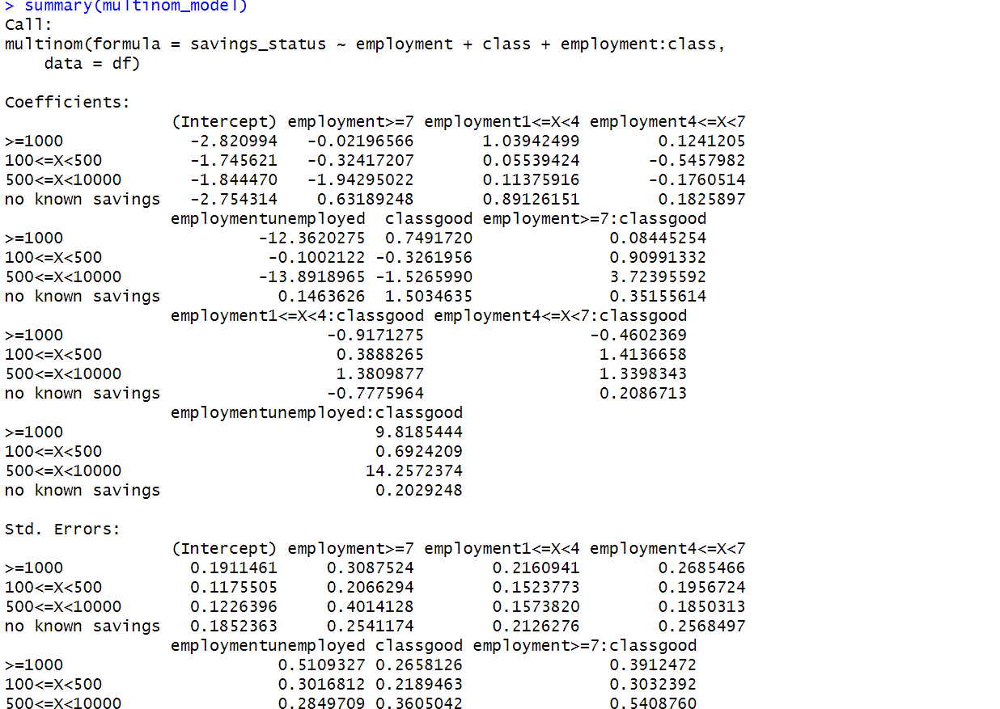 > summary(multinom_model)
Call:
multinom(formula = savings_status ~ employment + class + employment:class,
    data = df)

Coefficients:
                 (Intercept) employment>=7 employment1<=X<4 employment4<=X<7
>=1000             -2.820994   -0.02196566       1.03942499        0.1241205
100<=X<500         -1.745621   -0.32417207       0.05539424       -0.5457982
500<=X<10000       -1.844470   -1.94295022       0.11375916       -0.1760514
no known savings   -2.754314    0.63189248       0.89126151        0.1825897
                 employmentunemployed  classgood employment>=7:classgood
>=1000                    -12.3620275  0.7491720              0.08445254
100<=X<500                 -0.1002122 -0.3261956              0.90991332
500<=X<10000              -13.8918965 -1.5265990              3.72395592
no known savings            0.1463626  1.5034635              0.35155614
                 employment1<=X<4:classgood employment4<=X<7:classgood
>=1000                           -0.9171275                 -0.4602369
100<=X<500                        0.3888265                  1.4136658
500<=X<10000                      1.3809877                  1.3398343
no known savings                 -0.7775964                  0.2086713
                 employmentunemployed:classgood
>=1000                                9.8185444
100<=X<500                            0.6924209
500<=X<10000                         14.2572374
no known savings                      0.2029248

Std. Errors:
                 (Intercept) employment>=7 employment1<=X<4 employment4<=X<7
>=1000             0.1911461     0.3087524        0.2160941        0.2685466
100<=X<500         0.1175505     0.2066294        0.1523773        0.1956724
500<=X<10000       0.1226396     0.4014128        0.1573820        0.1850313
no known savings   0.1852363     0.2541174        0.2126276        0.2568497
                 employmentunemployed classgood employment>=7:classgood
>=1000                      0.5109327 0.2658126               0.3912472
100<=X<500                  0.3016812 0.2189463               0.3032392
500<=X<10000                0.2849709 0.3605042               0.5408760